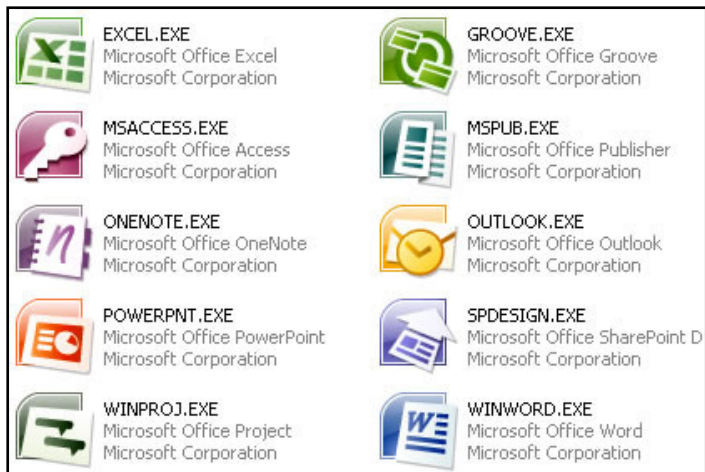 EXCEL.EXE
Microsoft Office Excel
Microsoft Corporation
GROOVE.EXE
Microsoft Office Groove
Microsoft Corporation
MSACCESS.EXE
Microsoft Office Access
Microsoft Corporation
MSPUB.EXE
Microsoft Office Publisher
Microsoft Corporation
ONENOTE.EXE
Microsoft Office OneNote
Microsoft Corporation
OUTLOOK.EXE
Microsoft Office Outlook
Microsoft Corporation
POWERPNT.EXE
Microsoft Office PowerPoint
Microsoft Corporation
SPDESIGN.EXE
Microsoft Office SharePoint D
Microsoft Corporation
WINPROJ.EXE
Microsoft Office Project
Microsoft Corporation
WINWORD.EXE
Microsoft Office Word
Microsoft Corporation